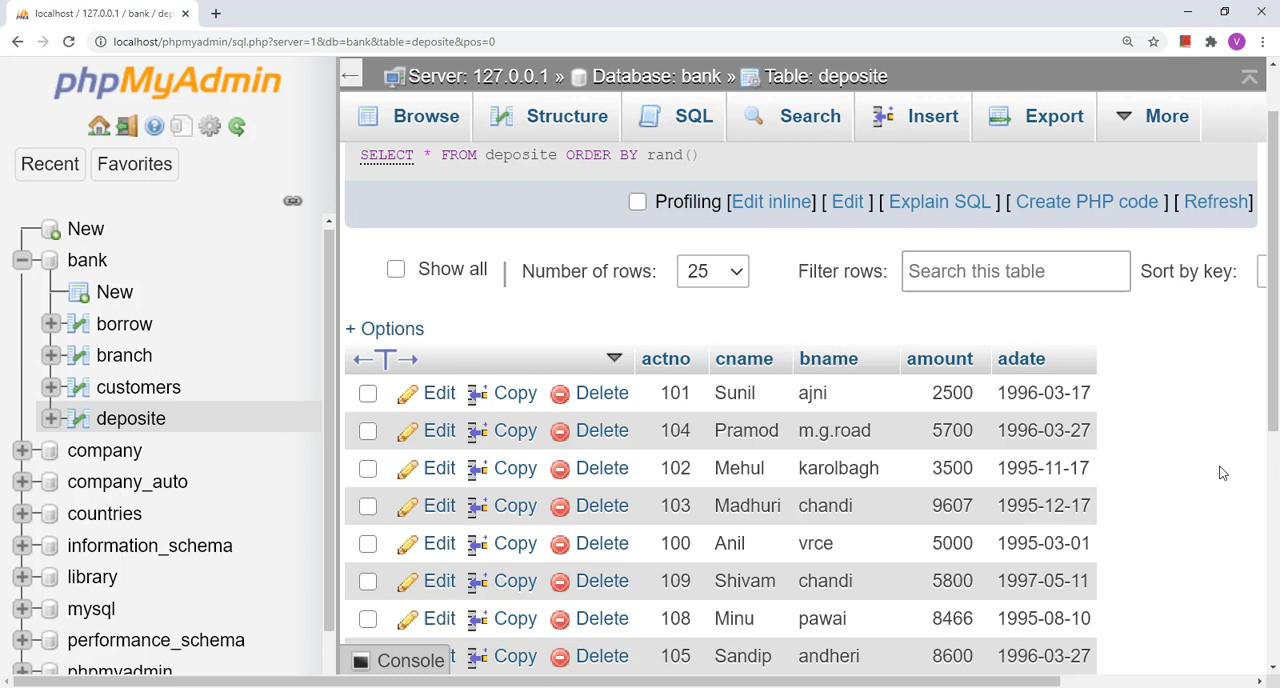 localhost / 127.0.0.1 / bank / dep
localhost/phpmyadmin/sql.php?server=1&db=bank&table=deposite&pos=0
V
phpMyAdmin
Recent Favorites
New
bank
New
borrow
branch
customers
deposite
company
company_auto
countries
information_schema
library
mysql
performance_schema
phpmyadmin
Server: 127.0.0.1 » Database: bank » Table: deposite
Browse Structure SQL Search Insert Export More
SELECT * FROM deposite ORDER BY rand()
Profiling [Edit inline] [ Edit ] [ Explain SQL ] [ Create PHP code ] [ Refresh]
Show all | Number of rows: 25 Filter rows: Search this table Sort by key:
+ Options
←T→ actno cname bname amount adate
Edit Copy Delete 101 Sunil ajni 2500 1996-03-17
Edit Copy Delete 104 Pramod m.g.road 5700 1996-03-27
Edit Copy Delete 102 Mehul karolbagh 3500 1995-11-17
Edit Copy Delete 103 Madhuri chandi 9607 1995-12-17
Edit Copy Delete 100 Anil vrce 5000 1995-03-01
Edit Copy Delete 109 Shivam chandi 5800 1997-05-11
Edit Copy Delete 108 Minu pawai 8466 1995-08-10
Copy Delete 105 Sandip andheri 8600 1996-03-27
Console